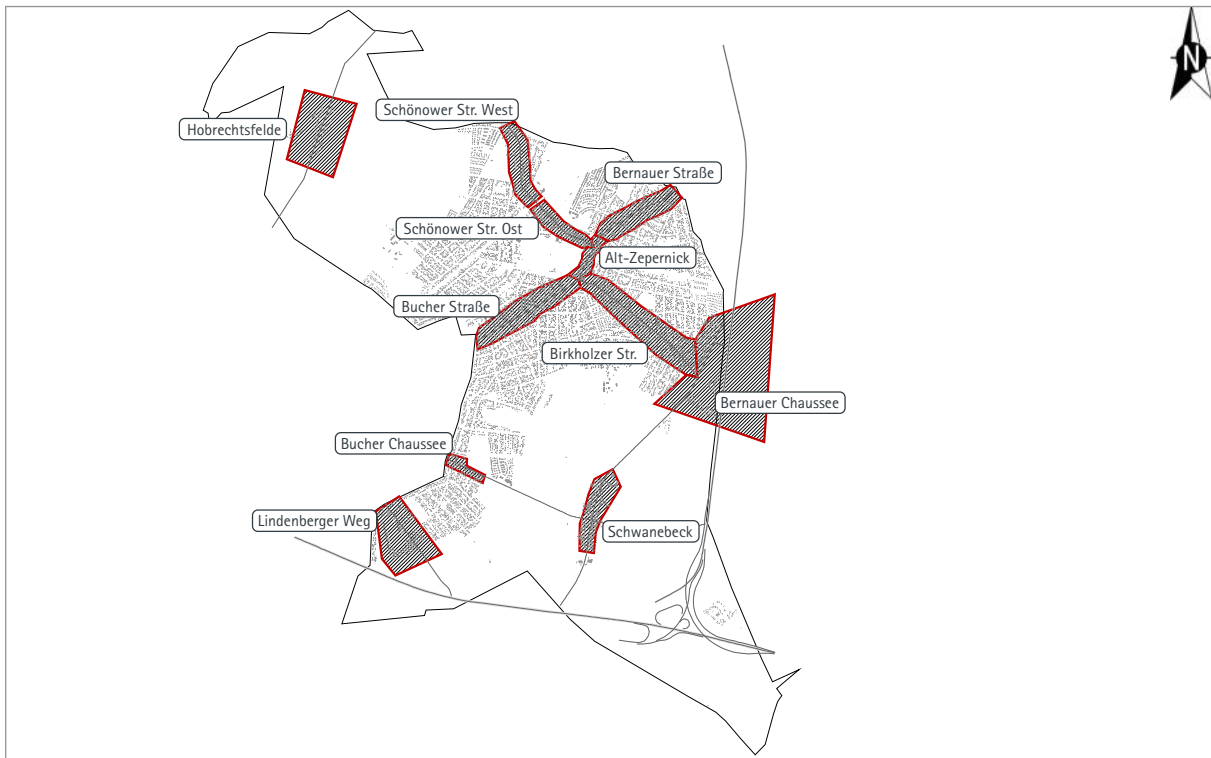 N
Schönower Str. West
Hobrechtsfelde
Bernauer Straße
Schönower Str. Ost
Alt-Zepernick
Bucher Straße
Birkholzer Str.
Bernauer Chaussee
Bucher Chaussee
Lindenberger Weg
Schwanebeck